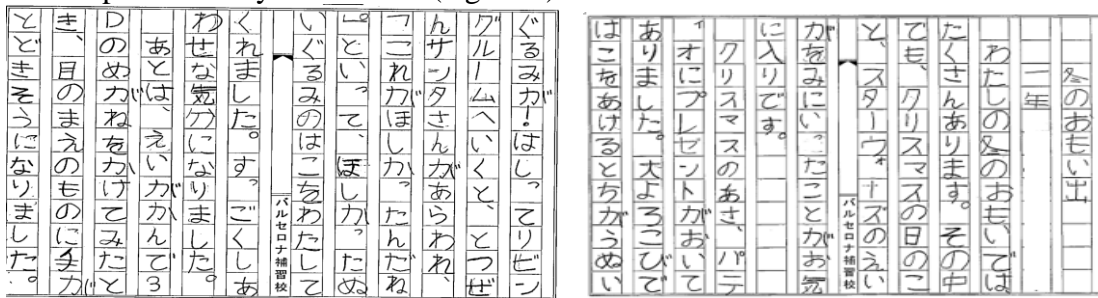 冬のおもい出
一年
わたしの冬のおもいでは
たくさんあります。その中
でも、クリスマスの日のこ
と、スターウォーズのえい
バルセロナ補習校
がをみにいったことがお気
に入りです。
クリスマスのあさ、パテ
ィオにプレゼントがおいて
ありました。大よろこびで
はこをあけるとちがうぬい
ぐるみが!はしってリビン
グルームへいくと、とつぜ
んサンタさんがあらわれ、
「これがほしかったんだね
。」といって、ほしかったぬ
いぐるみのはこをわたして
バルセロナ補習校
くれました。すっごくしあ
わせな気分になりました。
あとは、えいがかんで3
Dのめがねをかけてみたと
き、目のまえのものに手が
とどきそうになりました。